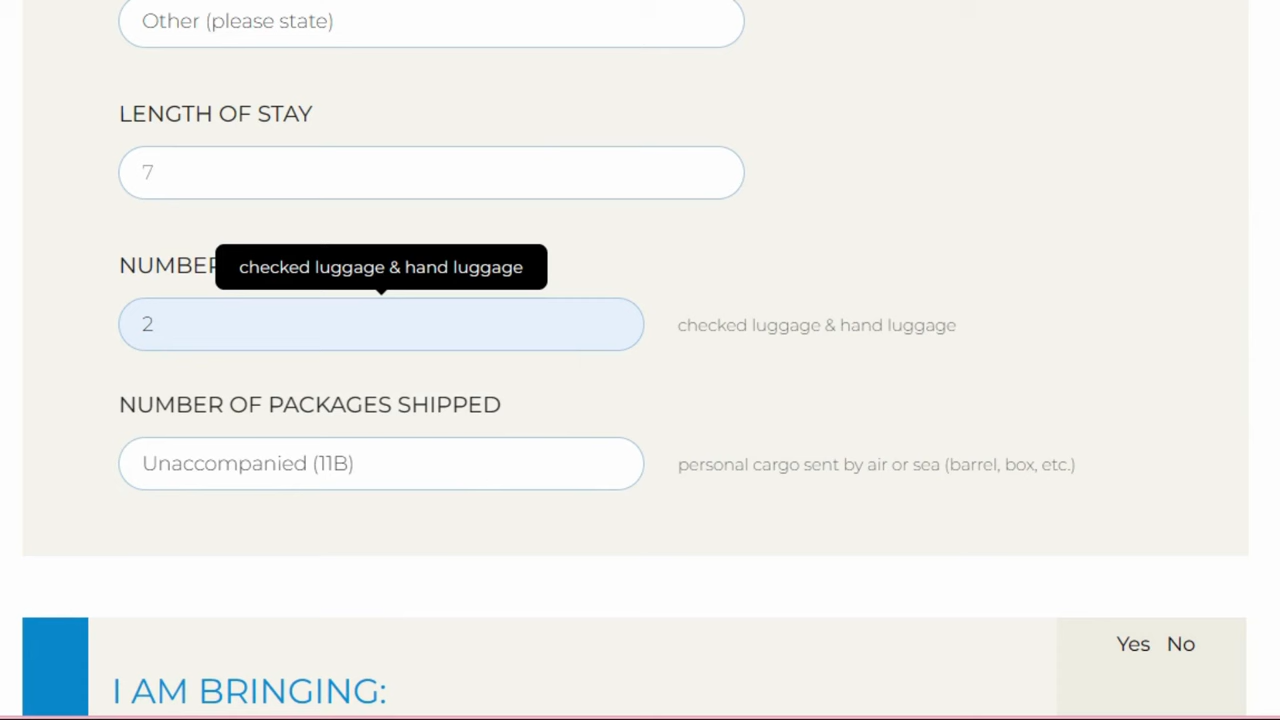 Other (please state)
LENGTH OF STAY
7
NUMBER
checked luggage & hand luggage
2
checked luggage & hand luggage
NUMBER OF PACKAGES SHIPPED
Unaccompanied (11B)
personal cargo sent by air or sea (barrel, box, etc.)
Yes No
I AM BRINGING: